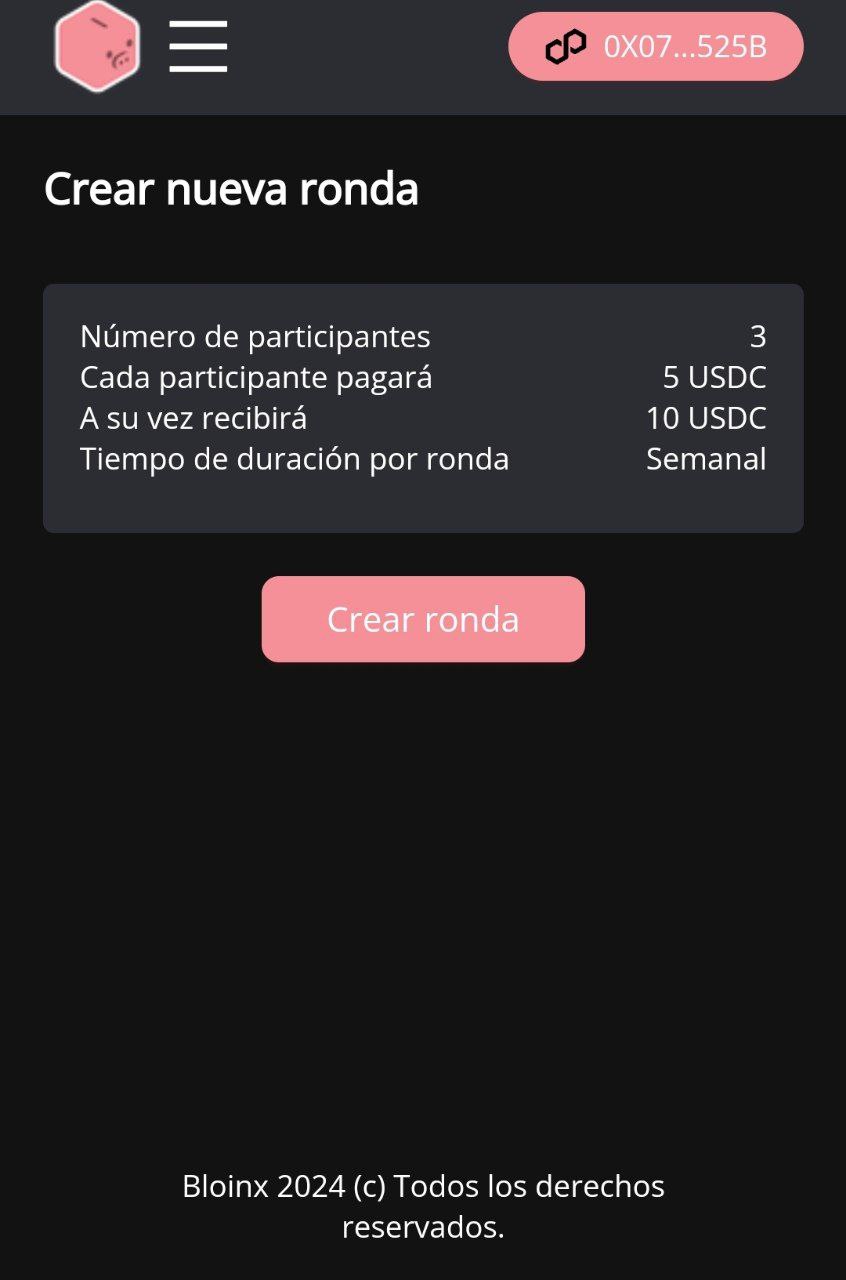 0X07...525B
Crear nueva ronda
Número de participantes 3
Cada participante pagará 5 USDC
A su vez recibirá 10 USDC
Tiempo de duración por ronda Semanal
Crear ronda
Bloinx 2024 (c) Todos los derechos
reservados.